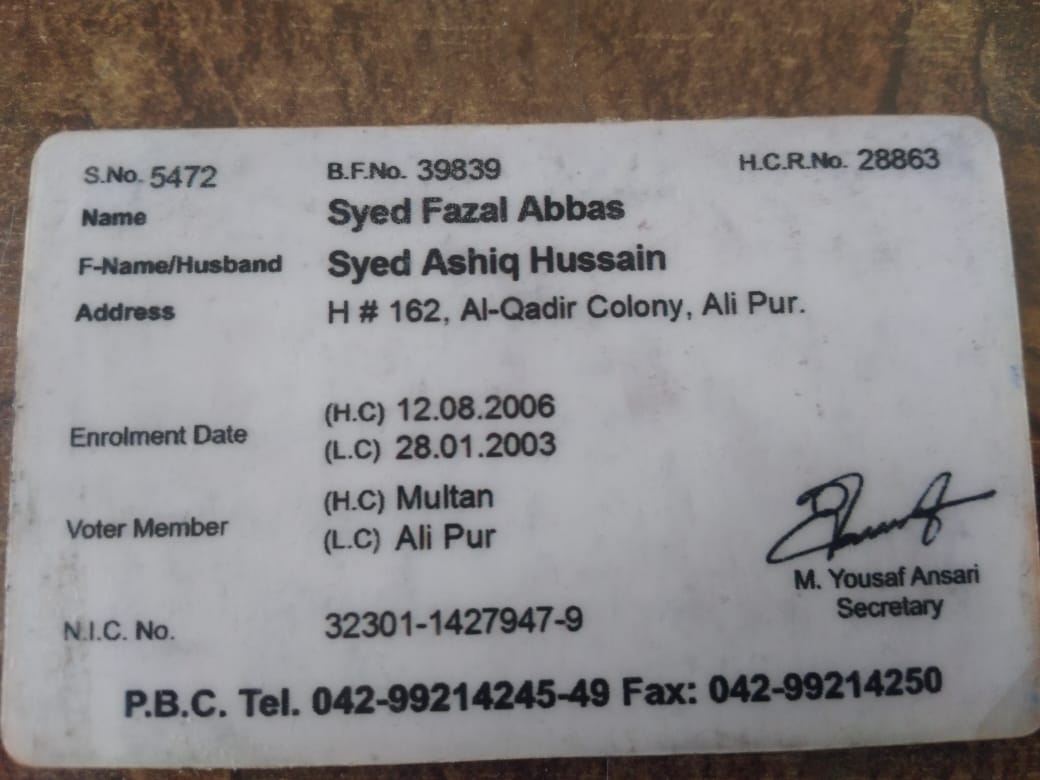 S.No. 5472 B.F.No. 39839 H.C.R.No. 28863
Name Syed Fazal Abbas
F-Name/Husband Syed Ashiq Hussain
Address H # 162, Al-Qadir Colony, Ali Pur.
Enrolment Date (H.C) 12.08.2006
(L.C) 28.01.2003
Voter Member (H.C) Multan
(L.C) Ali Pur
M. Yousaf Ansari
Secretary
N.I.C. No. 32301-1427947-9
P.B.C. Tel. 042-99214245-49 Fax: 042-99214250